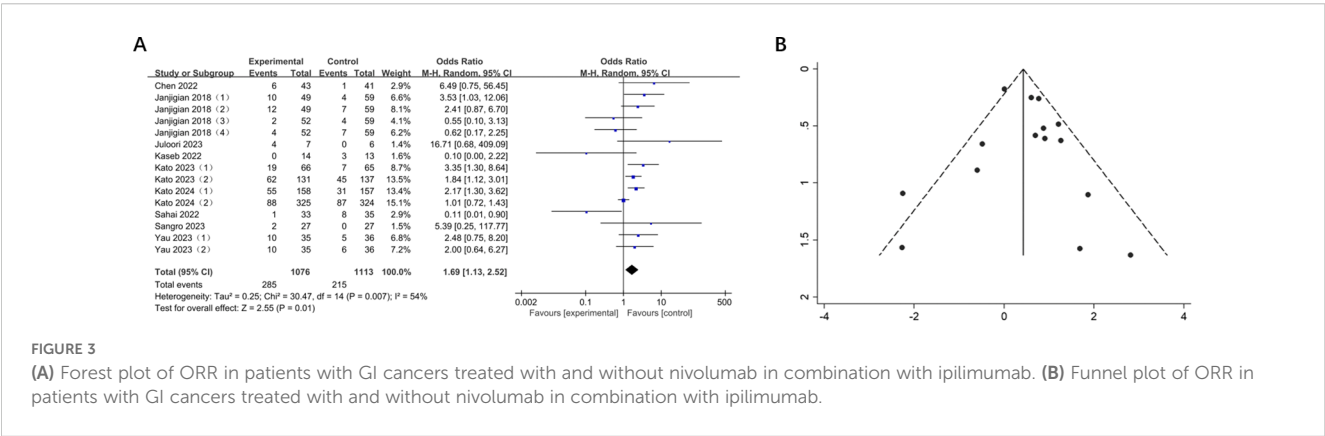 A
Experimental Control Odds Ratio Odds Ratio
Study or Subgroup Events Total Events Total Weight M-H, Random, 95% CI M-H, Random, 95% CI
Chen 2022 6 43 1 41 2.9% 6.49 [0.75, 56.45]
Janjigian 2018（1） 10 49 4 59 6.6% 3.53 [1.03, 12.06]
Janjigian 2018（2） 12 49 7 59 8.1% 2.41 [0.87, 6.70]
Janjigian 2018（3） 2 52 4 59 4.1% 0.55 [0.10, 3.13]
Janjigian 2018（4） 4 52 7 59 6.2% 0.62 [0.17, 2.25]
Juloori 2023 4 7 0 6 1.4% 16.71 [0.68, 409.09]
Kaseb 2022 0 14 3 13 1.6% 0.10 [0.00, 2.22]
Kato 2023（1） 19 66 7 65 8.8% 3.35 [1.30, 8.64]
Kato 2023（2） 62 131 45 137 13.5% 1.84 [1.12, 3.01]
Kato 2024（1） 55 158 31 157 13.4% 2.17 [1.30, 3.62]
Kato 2024（2） 88 325 87 324 15.1% 1.01 [0.72, 1.43]
Sahai 2022 1 33 8 35 2.9% 0.11 [0.01, 0.90]
Sangro 2023 2 27 0 27 1.5% 5.39 [0.25, 117.77]
Yau 2023（1） 10 35 5 36 6.8% 2.48 [0.75, 8.20]
Yau 2023（2） 10 35 6 36 7.2% 2.00 [0.64, 6.27]
Total (95% CI) 1076 1113 100.0% 1.69 [1.13, 2.52]
Total events 285 215
Heterogeneity: Tau² = 0.25; Chi² = 30.47, df = 14 (P = 0.007); I² = 54%
Test for overall effect: Z = 2.55 (P = 0.01)
0.002 0.1 1 10 500
Favours [experimental] Favours [control]
B
0
.5
1
1.5
2
-4 -2 0 2 4
FIGURE 3
(A) Forest plot of ORR in patients with GI cancers treated with and without nivolumab in combination with ipilimumab. (B) Funnel plot of ORR in
patients with GI cancers treated with and without nivolumab in combination with ipilimumab.